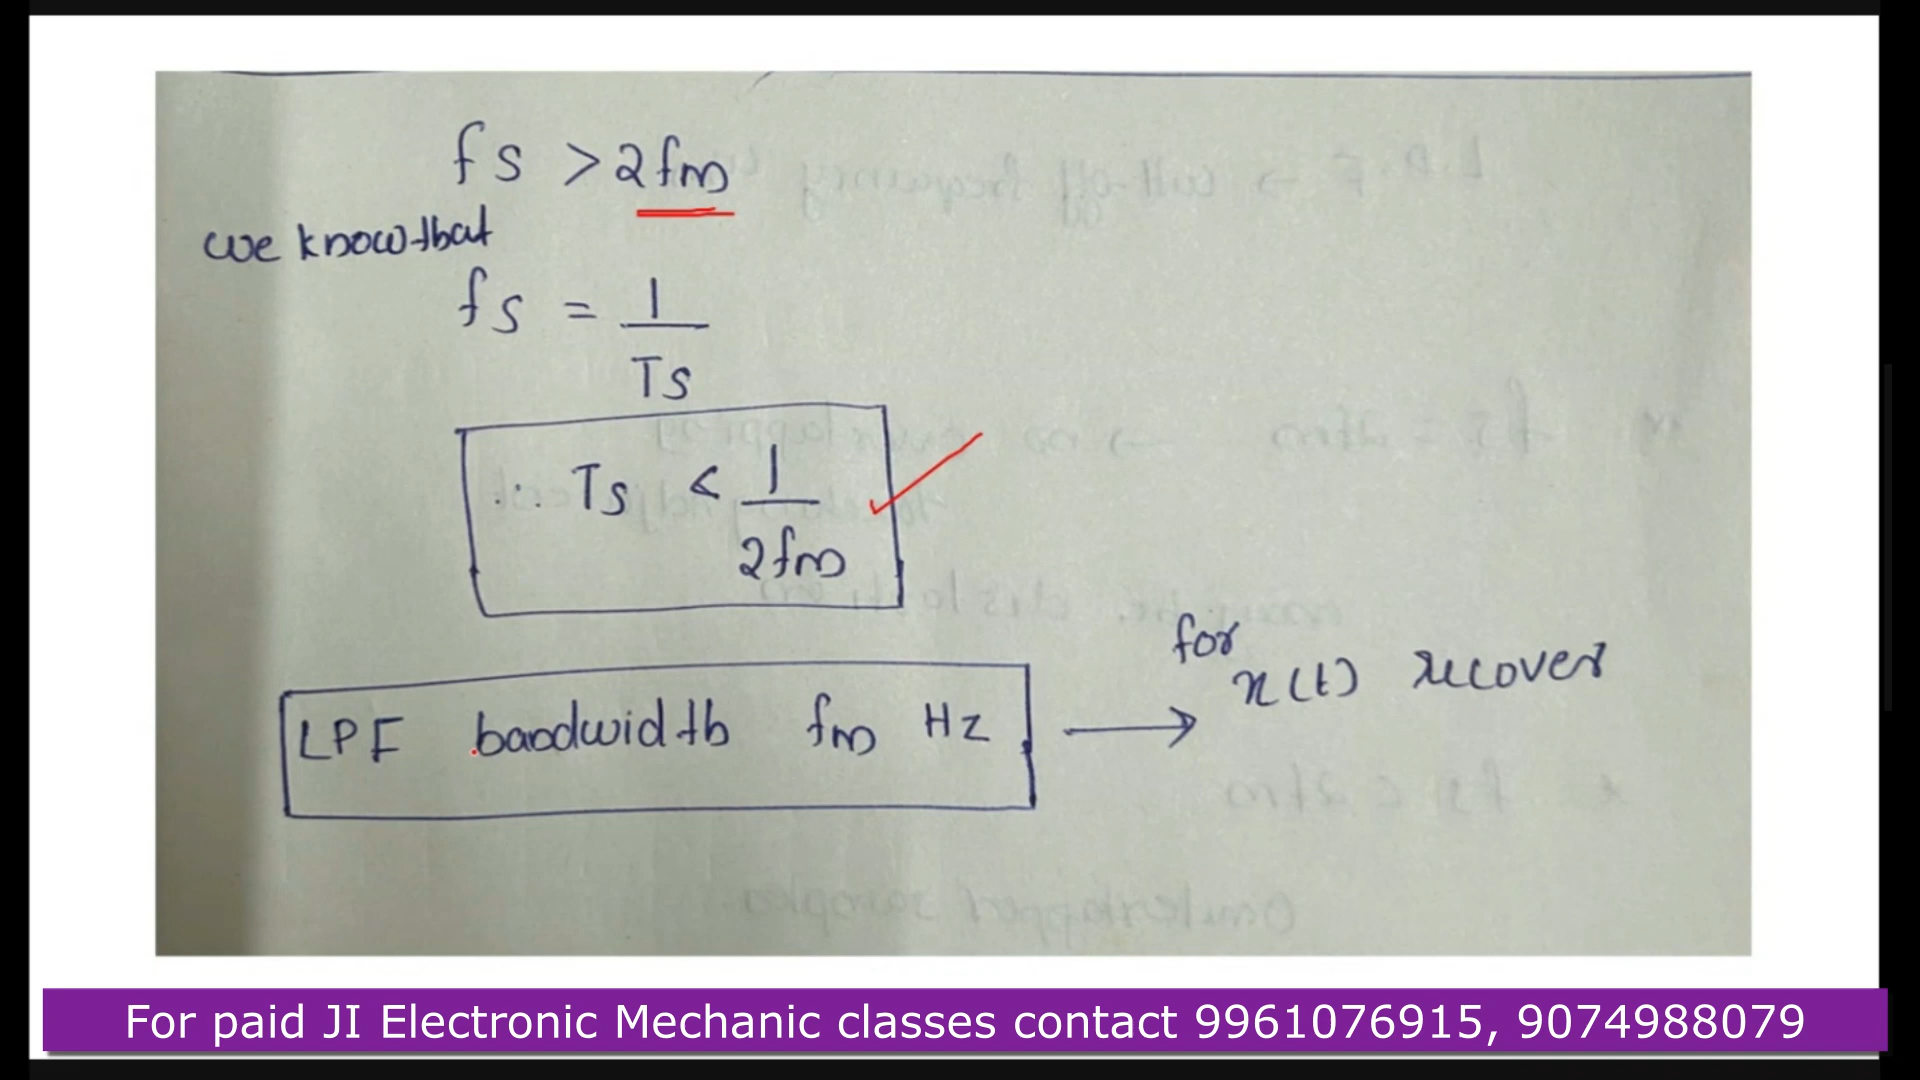 fs > 2fm
we know that
fs = 1/Ts
∴ Ts < 1/2fm
LPF bandwidth fm Hz → for x(t) recover
For paid JI Electronic Mechanic classes contact 9961076915, 9074988079